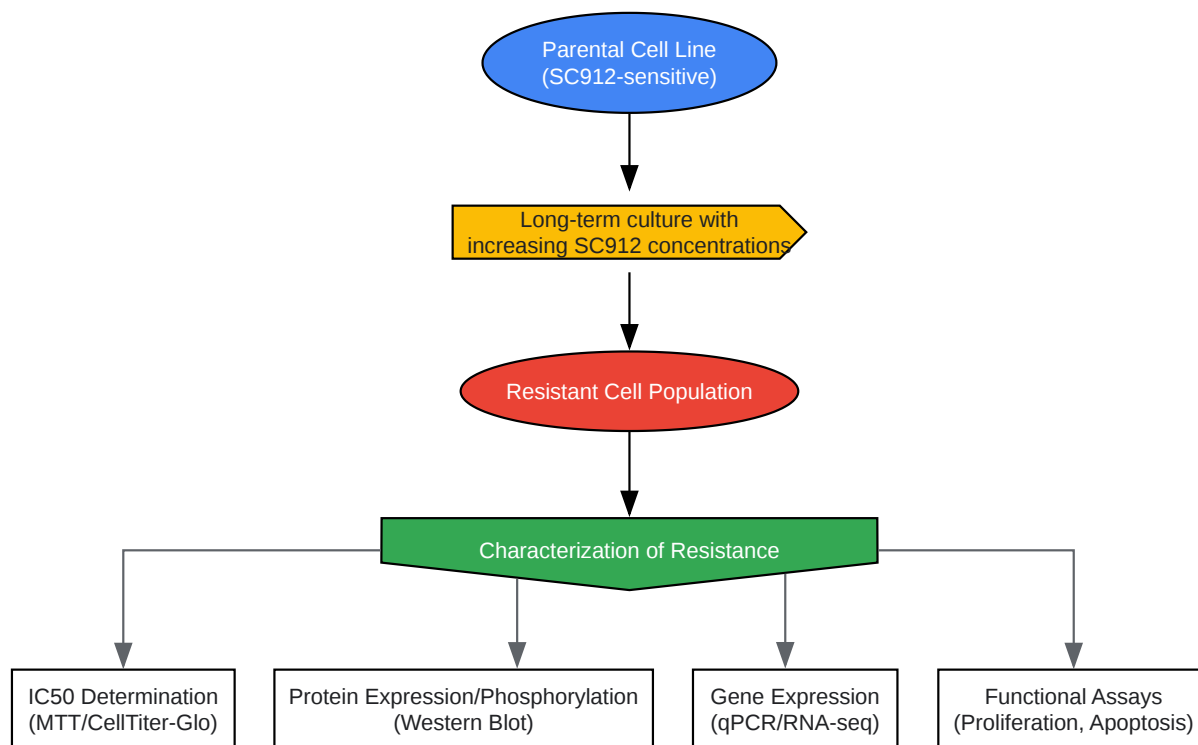 Parental Cell Line
(SC912-sensitive)
Long-term culture with
increasing SC912 concentrations
Resistant Cell Population
Characterization of Resistance
IC50 Determination
(MTT/CellTiter-Glo)
Protein Expression/Phosphorylation
(Western Blot)
Gene Expression
(qPCR/RNA-seq)
Functional Assays
(Proliferation, Apoptosis)